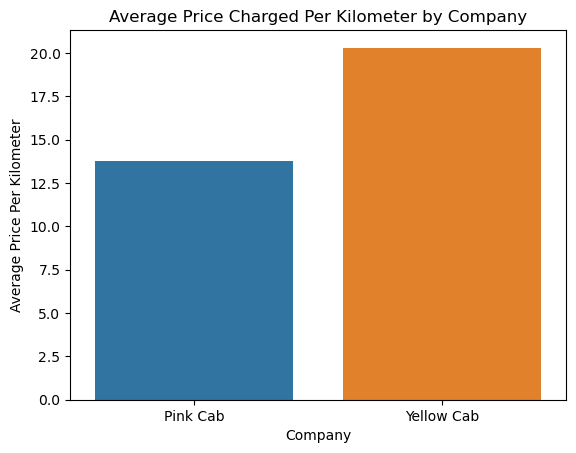 Average Price Charged Per Kilometer by Company
Average Price Per Kilometer
20.0
17.5
15.0
12.5
10.0
7.5
5.0
2.5
0.0
Pink Cab
Yellow Cab
Company